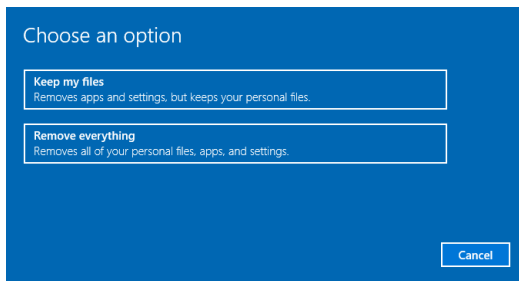 Choose an option
Keep my files
Removes apps and settings, but keeps your personal files.
Remove everything
Removes all of your personal files, apps, and settings.
Cancel